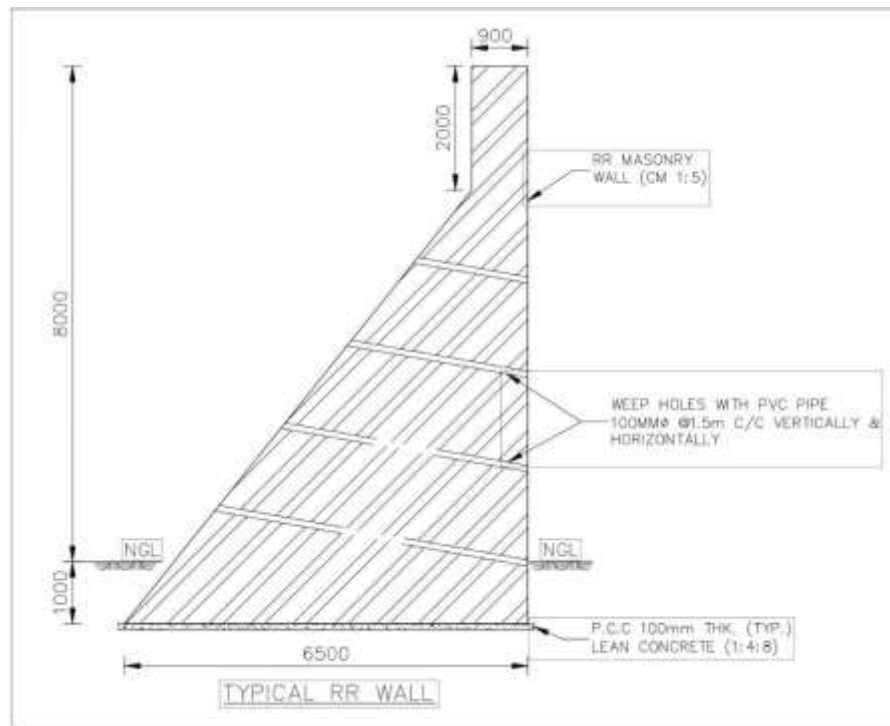 900
2000
RR MASONRY
WALL (CM 1:5)
8000
WEEP HOLES WITH PVC PIPE
100MMØ @1.5m C/C VERTICALLY &
HORIZONTALLY
NGL
NGL
1000
P.C.C 100mm THK. (TYP.)
LEAN CONCRETE (1:4:8)
6500
TYPICAL RR WALL